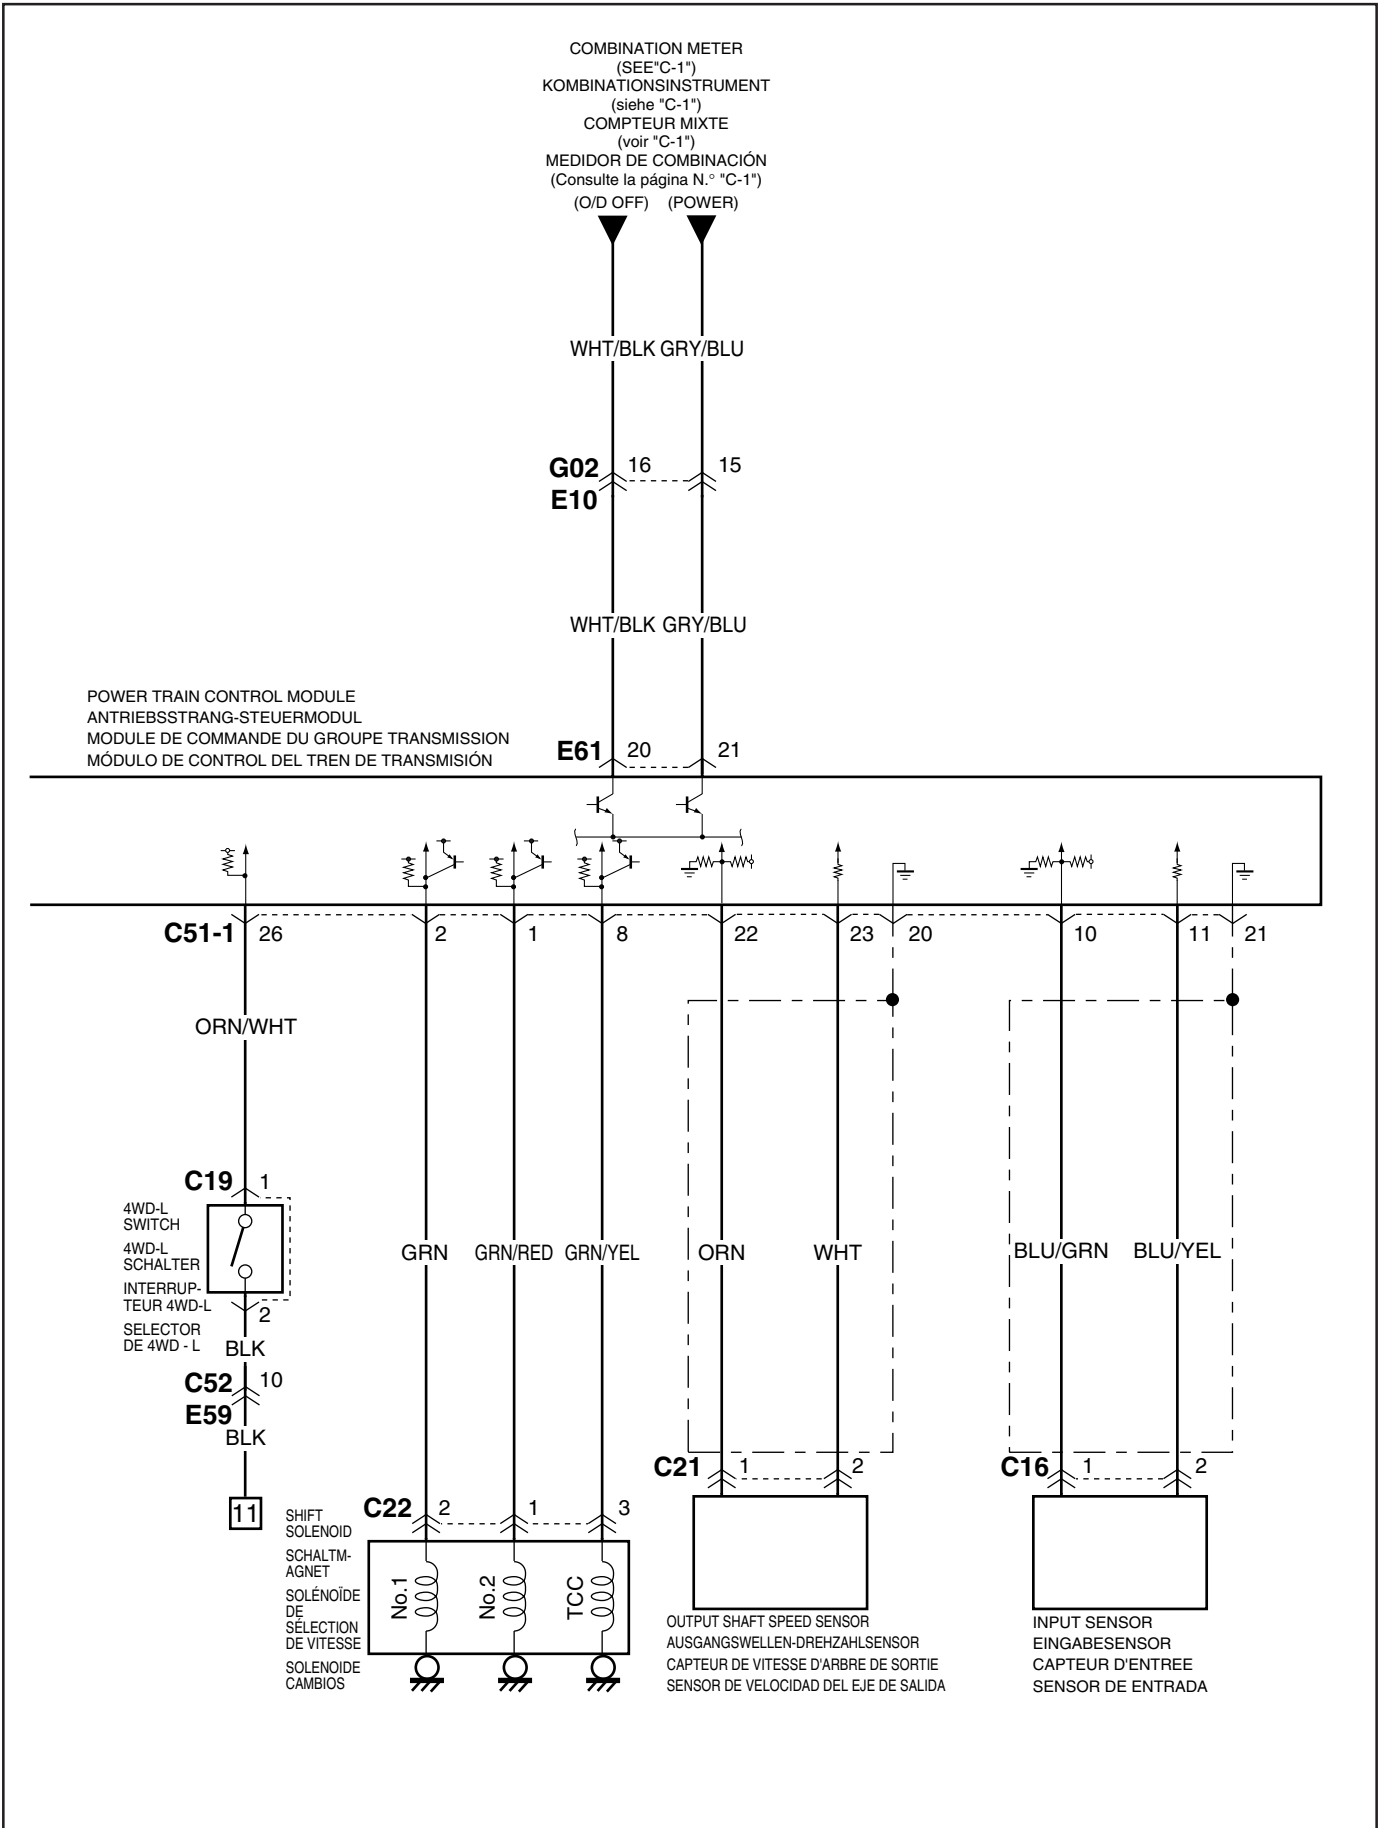 COMBINATION METER
(SEE"C-1")
KOMBINATIONSINSTRUMENT
(siehe "C-1")
COMPTEUR MIXTE
(voir "C-1")
MEDIDOR DE COMBINACIÓN
(Consulte la página N.° "C-1")
(O/D OFF) (POWER)
WHT/BLK GRY/BLU
G02 16 15
E10
WHT/BLK GRY/BLU
POWER TRAIN CONTROL MODULE
ANTRIEBSSTRANG-STEUERMODUL
MODULE DE COMMANDE DU GROUPE TRANSMISSION
MÓDULO DE CONTROL DEL TREN DE TRANSMISIÓN
E61 20 21
C51-1 26 2 1 8 22 23 20 10 11 21
ORN/WHT
C19 1
4WD-L
SWITCH
4WD-L
SCHALTER
INTERRUP-
TEUR 4WD-L
SELECTOR
DE 4WD - L
2
GRN GRN/RED GRN/YEL ORN WHT BLU/GRN BLU/YEL
BLK
C52 10
E59
BLK
11
C22 2 1 3
C21 1 2
C16 1 2
SHIFT
SOLENOID
SCHALTM-
AGNET
SOLÉNOÏDE
DE
SÉLECTION
DE VITESSE
SOLENOIDE
CAMBIOS
No.1 No.2 TCC
OUTPUT SHAFT SPEED SENSOR
AUSGANGSWELLEN-DREHZAHLSENSOR
CAPTEUR DE VITESSE D'ARBRE DE SORTIE
SENSOR DE VELOCIDAD DEL EJE DE SALIDA
INPUT SENSOR
EINGABESENSOR
CAPTEUR D'ENTREE
SENSOR DE ENTRADA